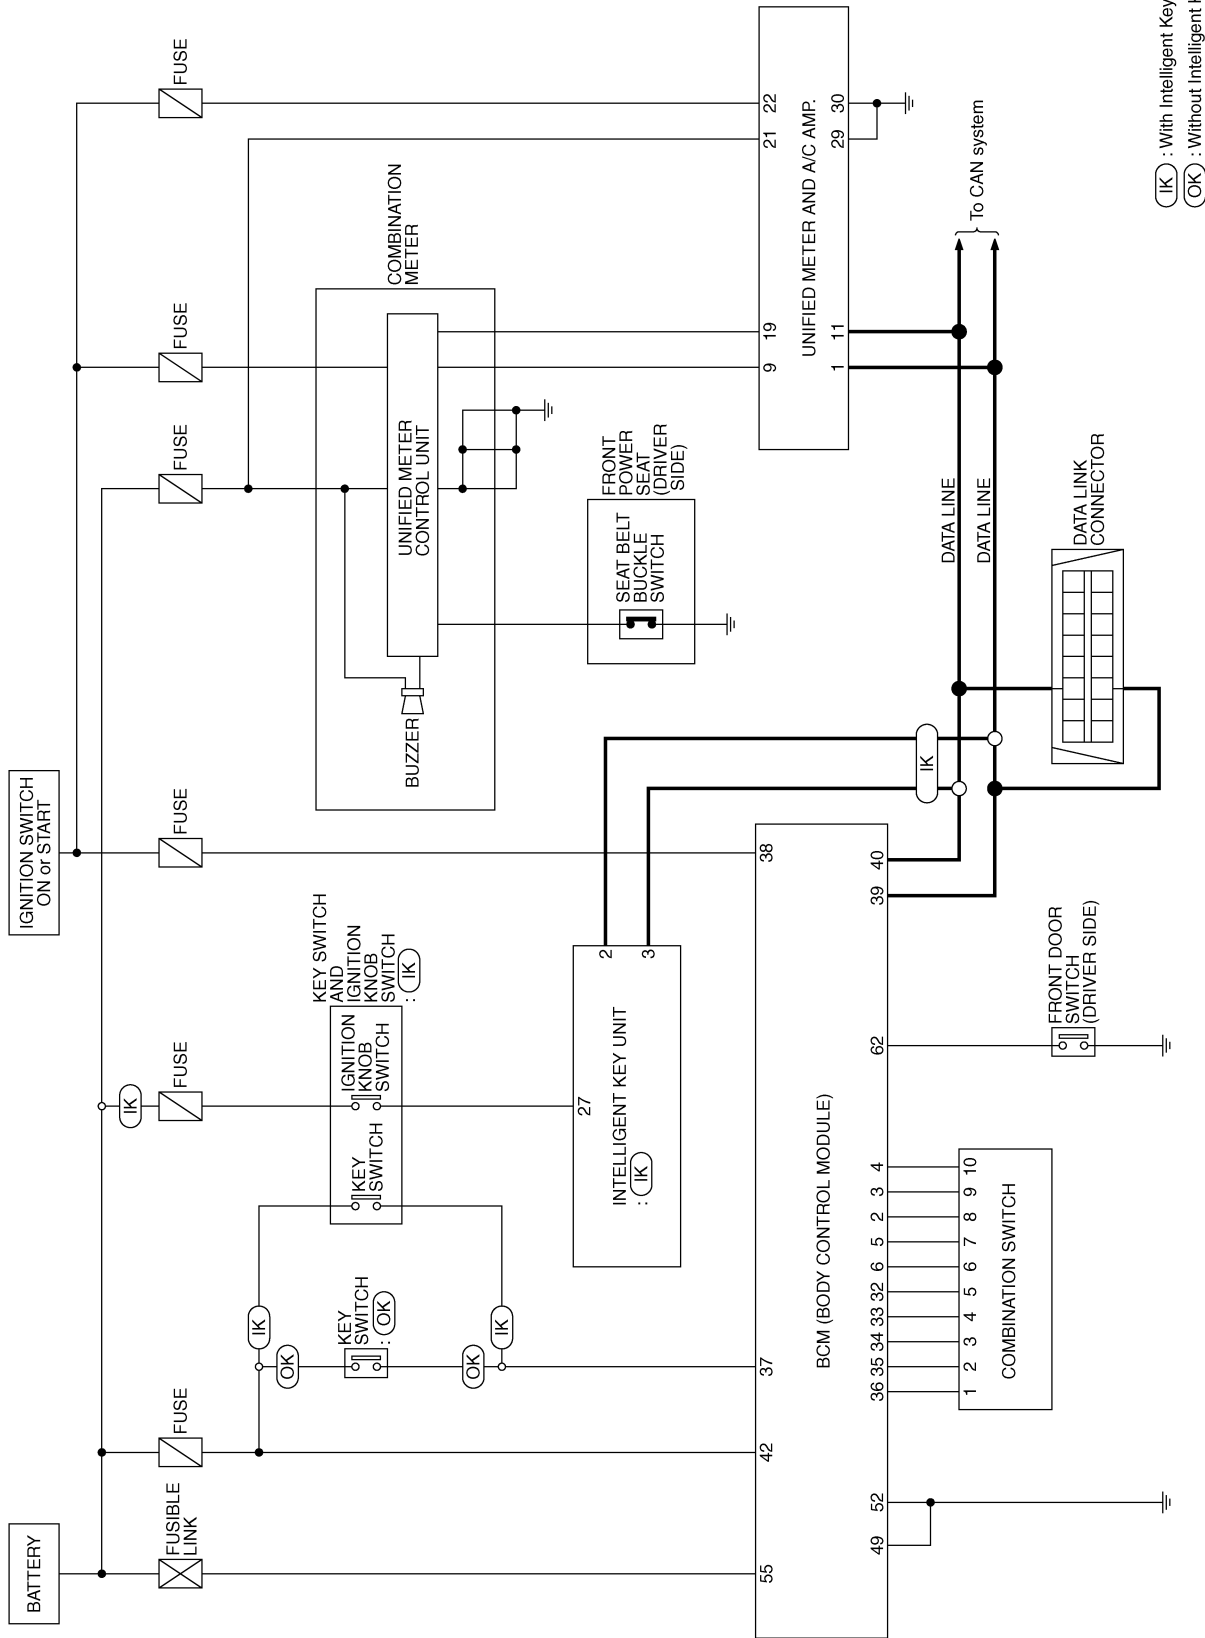 BATTERY
IGNITION SWITCH
ON or START
FUSIBLE
LINK
FUSE
FUSE
FUSE
FUSE
FUSE
FUSE
IK
IK
OK
KEY
SWITCH
: OK
OK
IK
KEY SWITCH
AND
IGNITION
KNOB
SWITCH
: IK
KEY
SWITCH
IGNITION
KNOB
SWITCH
COMBINATION
METER
BUZZER
UNIFIED METER
CONTROL UNIT
INTELLIGENT KEY UNIT
: IK
27
2
3
FRONT
POWER
SEAT
(DRIVER
SIDE)
SEAT BELT
BUCKLE
SWITCH
9
19
21
22
UNIFIED METER AND A/C AMP.
1
11
29
30
55
42
37
38
BCM (BODY CONTROL MODULE)
49
52
36
35
34
33
32
6
5
2
3
4
62
39
40
1
2
3
4
5
6
7
8
9
10
COMBINATION SWITCH
FRONT DOOR
SWITCH
(DRIVER SIDE)
IK
DATA LINE
DATA LINE
To CAN system
DATA LINK
CONNECTOR
IK : With Intelligent Key
OK : Without Intelligent